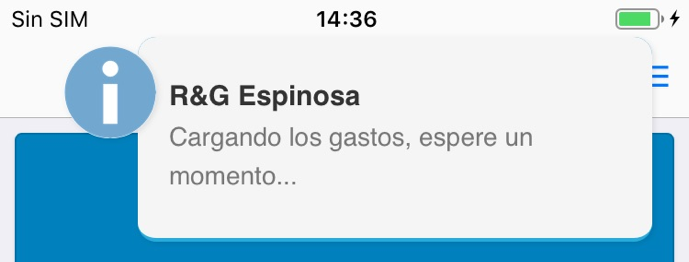 Sin SIM 14:36
R&G Espinosa
Cargando los gastos, espere un
momento...